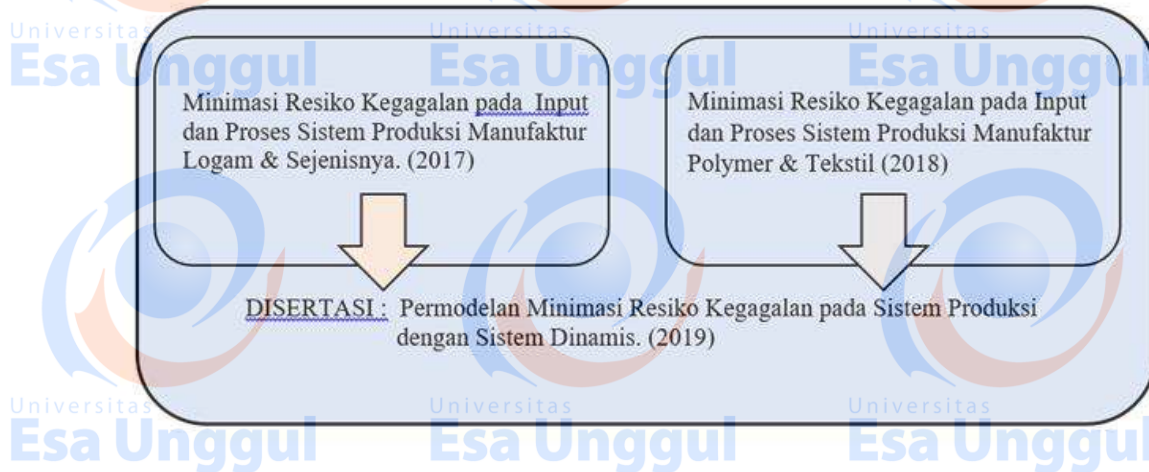 Universitas
Esa Unggul
Universitas
Esa Unggul
Universitas
Esa Unggul
Minimasi Resiko Kegagalan pada Input
dan Proses Sistem Produksi Manufaktur
Logam & Sejenisnya. (2017)
Minimasi Resiko Kegagalan pada Input
dan Proses Sistem Produksi Manufaktur
Polymer & Tekstil (2018)
DISERTASI : Permodelan Minimasi Resiko Kegagalan pada Sistem Produksi
dengan Sistem Dinamis. (2019)
Universitas
Esa Unggul
Universitas
Esa Unggul
Universitas
Esa Unggul